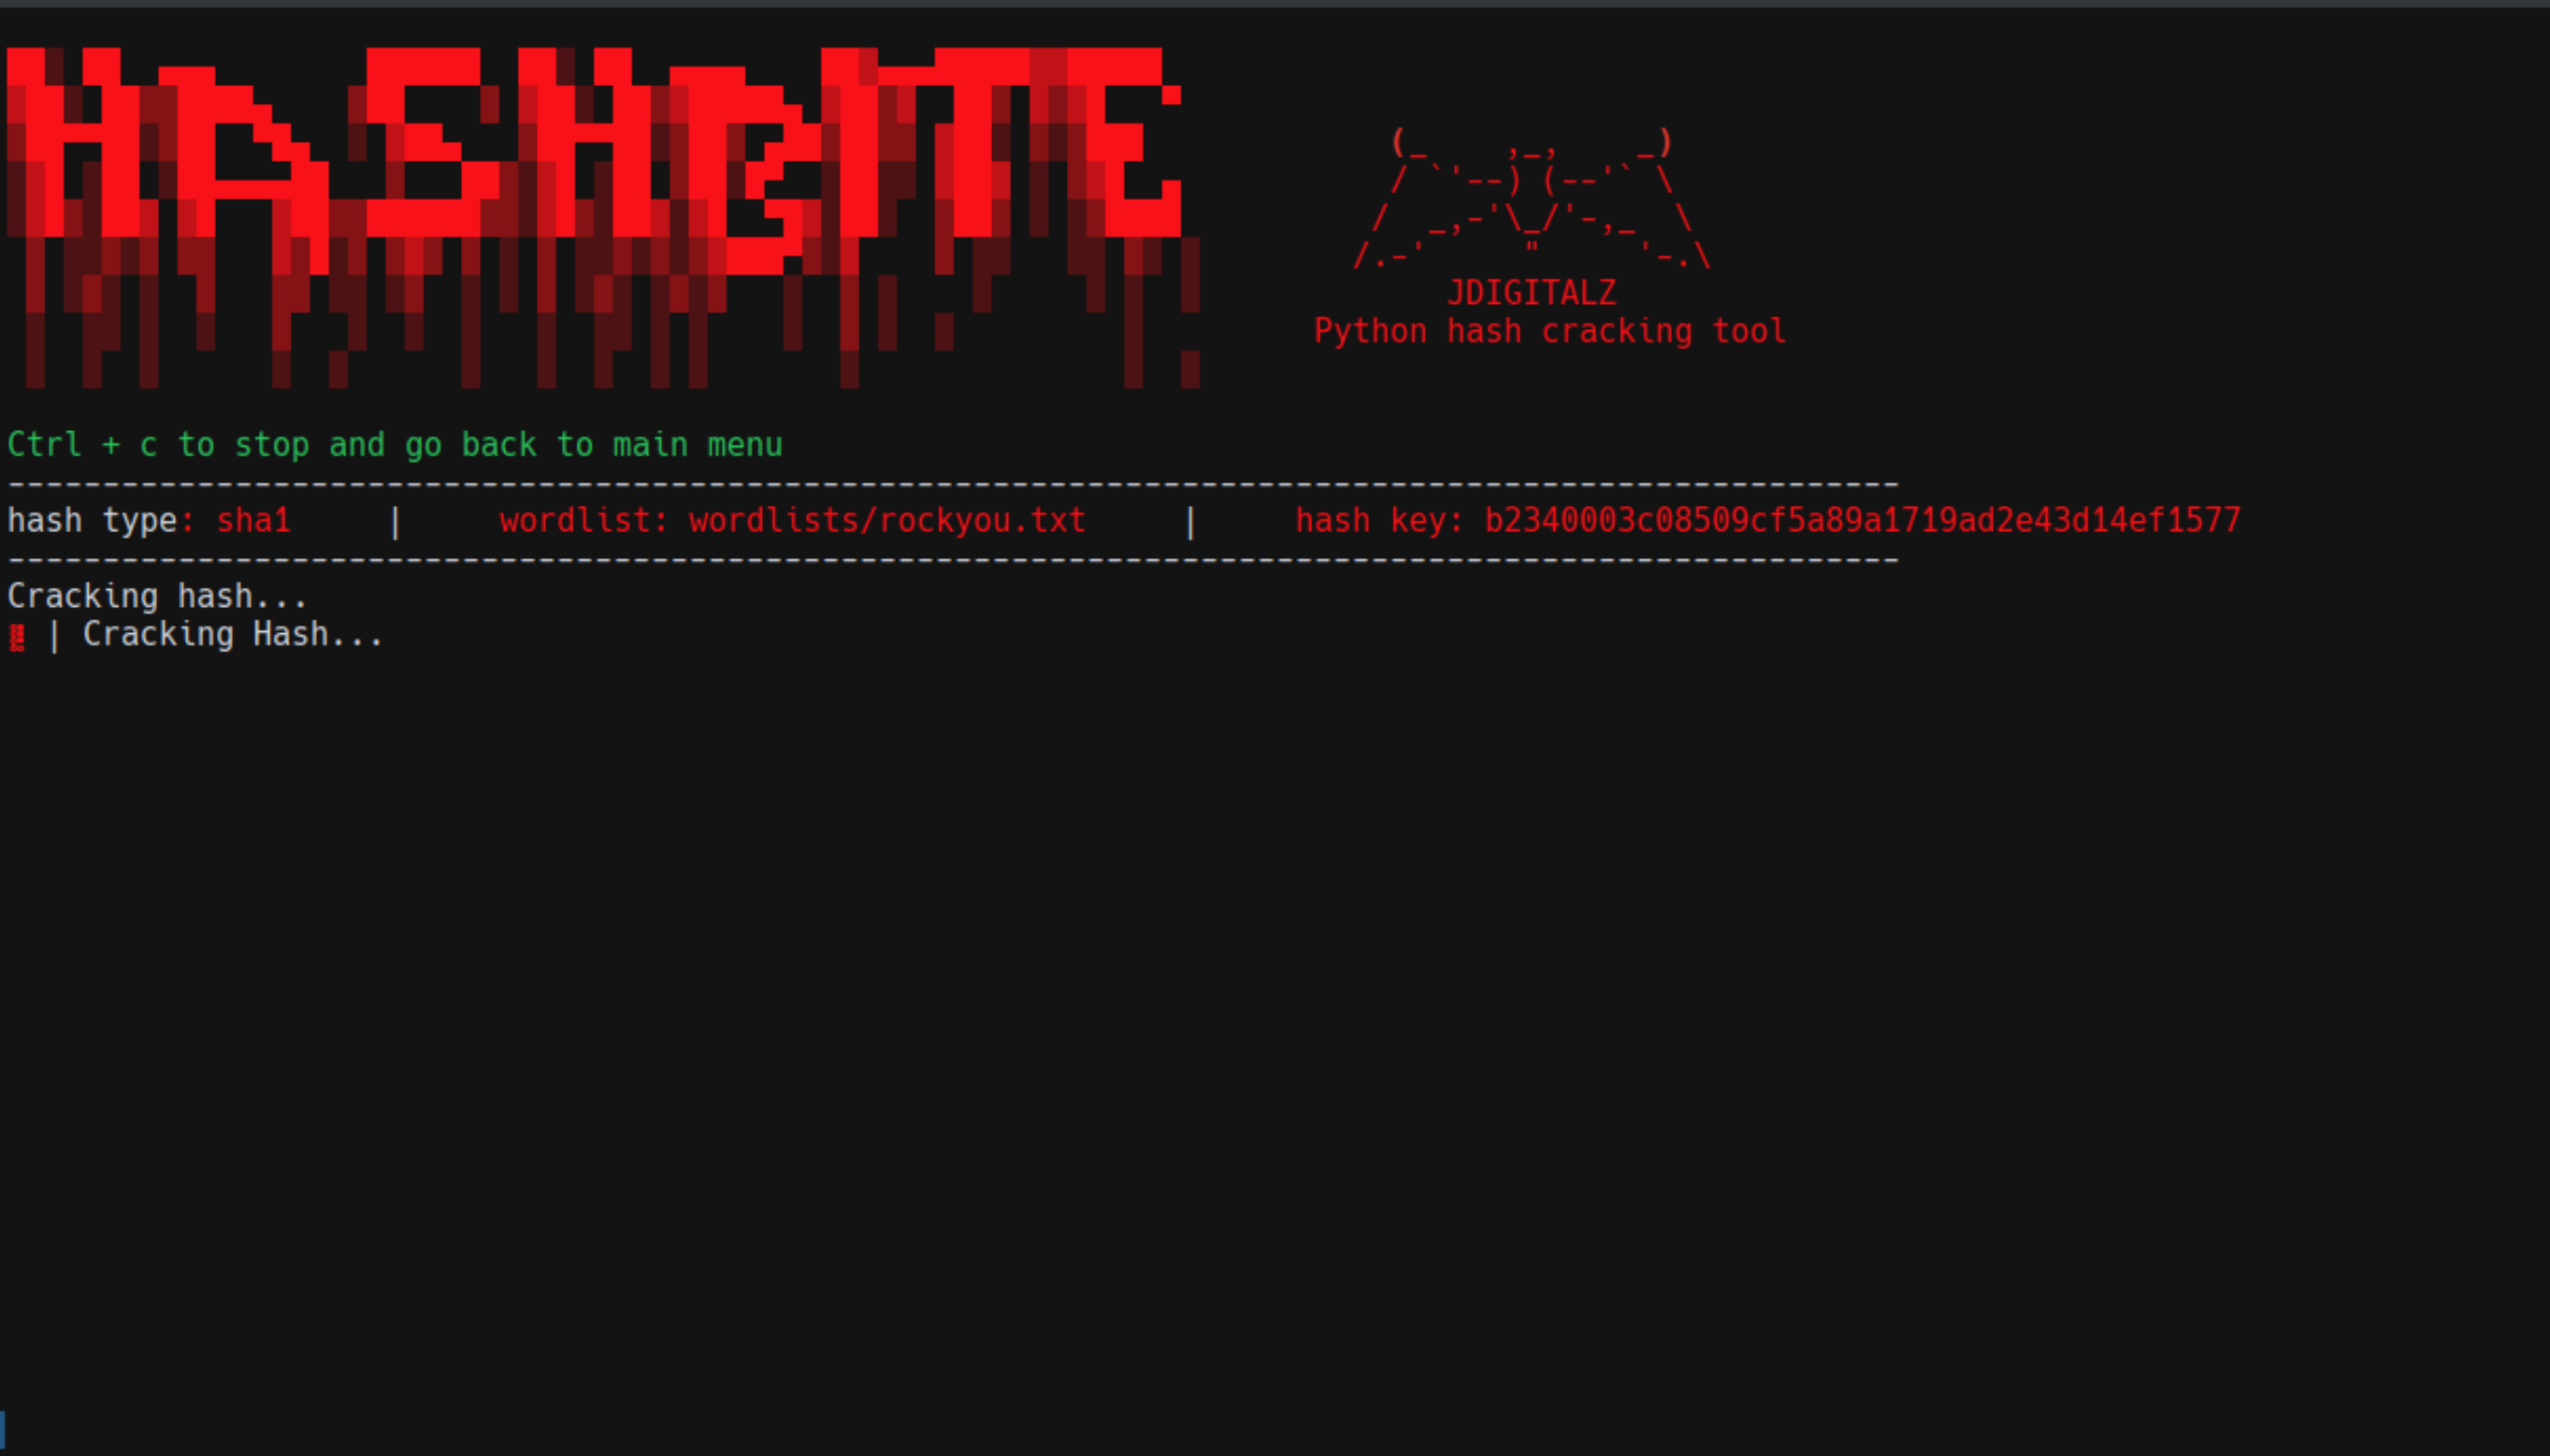 HASHBITE
(_ ,_, _)
/ `'--) (--'` \
/ _,-'\_/'-,_ \
/.-' " '-.\
JDIGITALZ
Python hash cracking tool
Ctrl + c to stop and go back to main menu
----------------------------------------------------------------------------------------------------
hash type: sha1 | wordlist: wordlists/rockyou.txt | hash key: b2340003c08509cf5a89a1719ad2e43d14ef1577
----------------------------------------------------------------------------------------------------
Cracking hash...
| Cracking Hash...